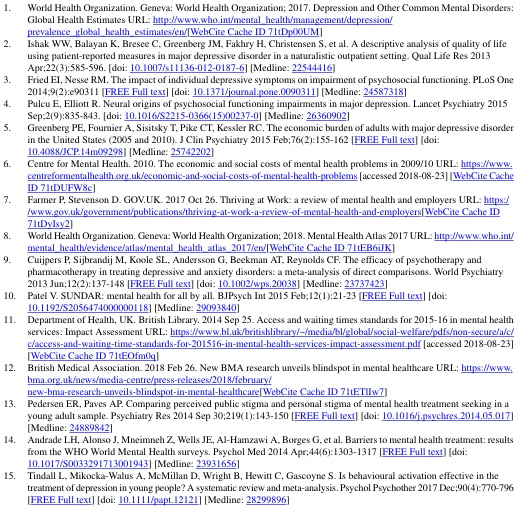 1. World Health Organization. Geneva: World Health Organization; 2017. Depression and Other Common Mental Disorders:
Global Health Estimates URL: http://www.who.int/mental_health/management/depression/
prevalence_global_health_estimates/en/[WebCite Cache ID 71tDp00UM]
2. Ishak WW, Balayan K, Bresee C, Greenberg JM, Fakhry H, Christensen S, et al. A descriptive analysis of quality of life
using patient-reported measures in major depressive disorder in a naturalistic outpatient setting. Qual Life Res 2013
Apr;22(3):585-596. [doi: 10.1007/s11136-012-0187-6] [Medline: 22544416]
3. Fried EI, Nesse RM. The impact of individual depressive symptoms on impairment of psychosocial functioning. PLoS One
2014;9(2):e90311 [FREE Full text] [doi: 10.1371/journal.pone.0090311] [Medline: 24587318]
4. Pulcu E, Elliott R. Neural origins of psychosocial functioning impairments in major depression. Lancet Psychiatry 2015
Sep;2(9):835-843. [doi: 10.1016/S2215-0366(15)00237-0] [Medline: 26360902]
5. Greenberg PE, Fournier A, Sisitsky T, Pike CT, Kessler RC. The economic burden of adults with major depressive disorder
in the United States (2005 and 2010). J Clin Psychiatry 2015 Feb;76(2):155-162 [FREE Full text] [doi:
10.4088/JCP.14m09298] [Medline: 25742202]
6. Centre for Mental Health. 2010. The economic and social costs of mental health problems in 2009/10 URL: https://www.
centreformentalhealth.org.uk/economic-and-social-costs-of-mental-health-problems [accessed 2018-08-23] [WebCite Cache
ID 71tDUFW8c]
7. Farmer P, Stevenson D. GOV.UK. 2017 Oct 26. Thriving at Work: a review of mental health and employers URL: https:/
/www.gov.uk/government/publications/thriving-at-work-a-review-of-mental-health-and-employers[WebCite Cache ID
71tDyIsy2]
8. World Health Organization. Geneva: World Health Organization; 2018. Mental Health Atlas 2017 URL: http://www.who.int/
mental_health/evidence/atlas/mental_health_atlas_2017/en/[WebCite Cache ID 71tEB6iJK]
9. Cuijpers P, Sijbrandij M, Koole SL, Andersson G, Beekman AT, Reynolds CF. The efficacy of psychotherapy and
pharmacotherapy in treating depressive and anxiety disorders: a meta-analysis of direct comparisons. World Psychiatry
2013 Jun;12(2):137-148 [FREE Full text] [doi: 10.1002/wps.20038] [Medline: 23737423]
10. Patel V. SUNDAR: mental health for all by all. BJPsych Int 2015 Feb;12(1):21-23 [FREE Full text] [doi:
10.1192/S2056474000000118] [Medline: 29093840]
11. Department of Health, UK. British Library. 2014 Sep 25. Access and waiting times standards for 2015-16 in mental health
services: Impact Assessment URL: https://www.bl.uk/britishlibrary/~/media/bl/global/social-welfare/pdfs/non-secure/a/c/
c/access-and-waiting-time-standards-for-201516-in-mental-health-services-impact-assessment.pdf [accessed 2018-08-23]
[WebCite Cache ID 71tEOfm0q]
12. British Medical Association. 2018 Feb 26. New BMA research unveils blindspot in mental healthcare URL: https://www.
bma.org.uk/news/media-centre/press-releases/2018/february/
new-bma-research-unveils-blindspot-in-mental-healthcare[WebCite Cache ID 71tETIIw7]
13. Pedersen ER, Paves AP. Comparing perceived public stigma and personal stigma of mental health treatment seeking in a
young adult sample. Psychiatry Res 2014 Sep 30;219(1):143-150 [FREE Full text] [doi: 10.1016/j.psychres.2014.05.017]
[Medline: 24889842]
14. Andrade LH, Alonso J, Mneimneh Z, Wells JE, Al-Hamzawi A, Borges G, et al. Barriers to mental health treatment: results
from the WHO World Mental Health surveys. Psychol Med 2014 Apr;44(6):1303-1317 [FREE Full text] [doi:
10.1017/S0033291713001943] [Medline: 23931656]
15. Tindall L, Mikocka-Walus A, McMillan D, Wright B, Hewitt C, Gascoyne S. Is behavioural activation effective in the
treatment of depression in young people? A systematic review and meta-analysis. Psychol Psychother 2017 Dec;90(4):770-796
[FREE Full text] [doi: 10.1111/papt.12121] [Medline: 28299896]